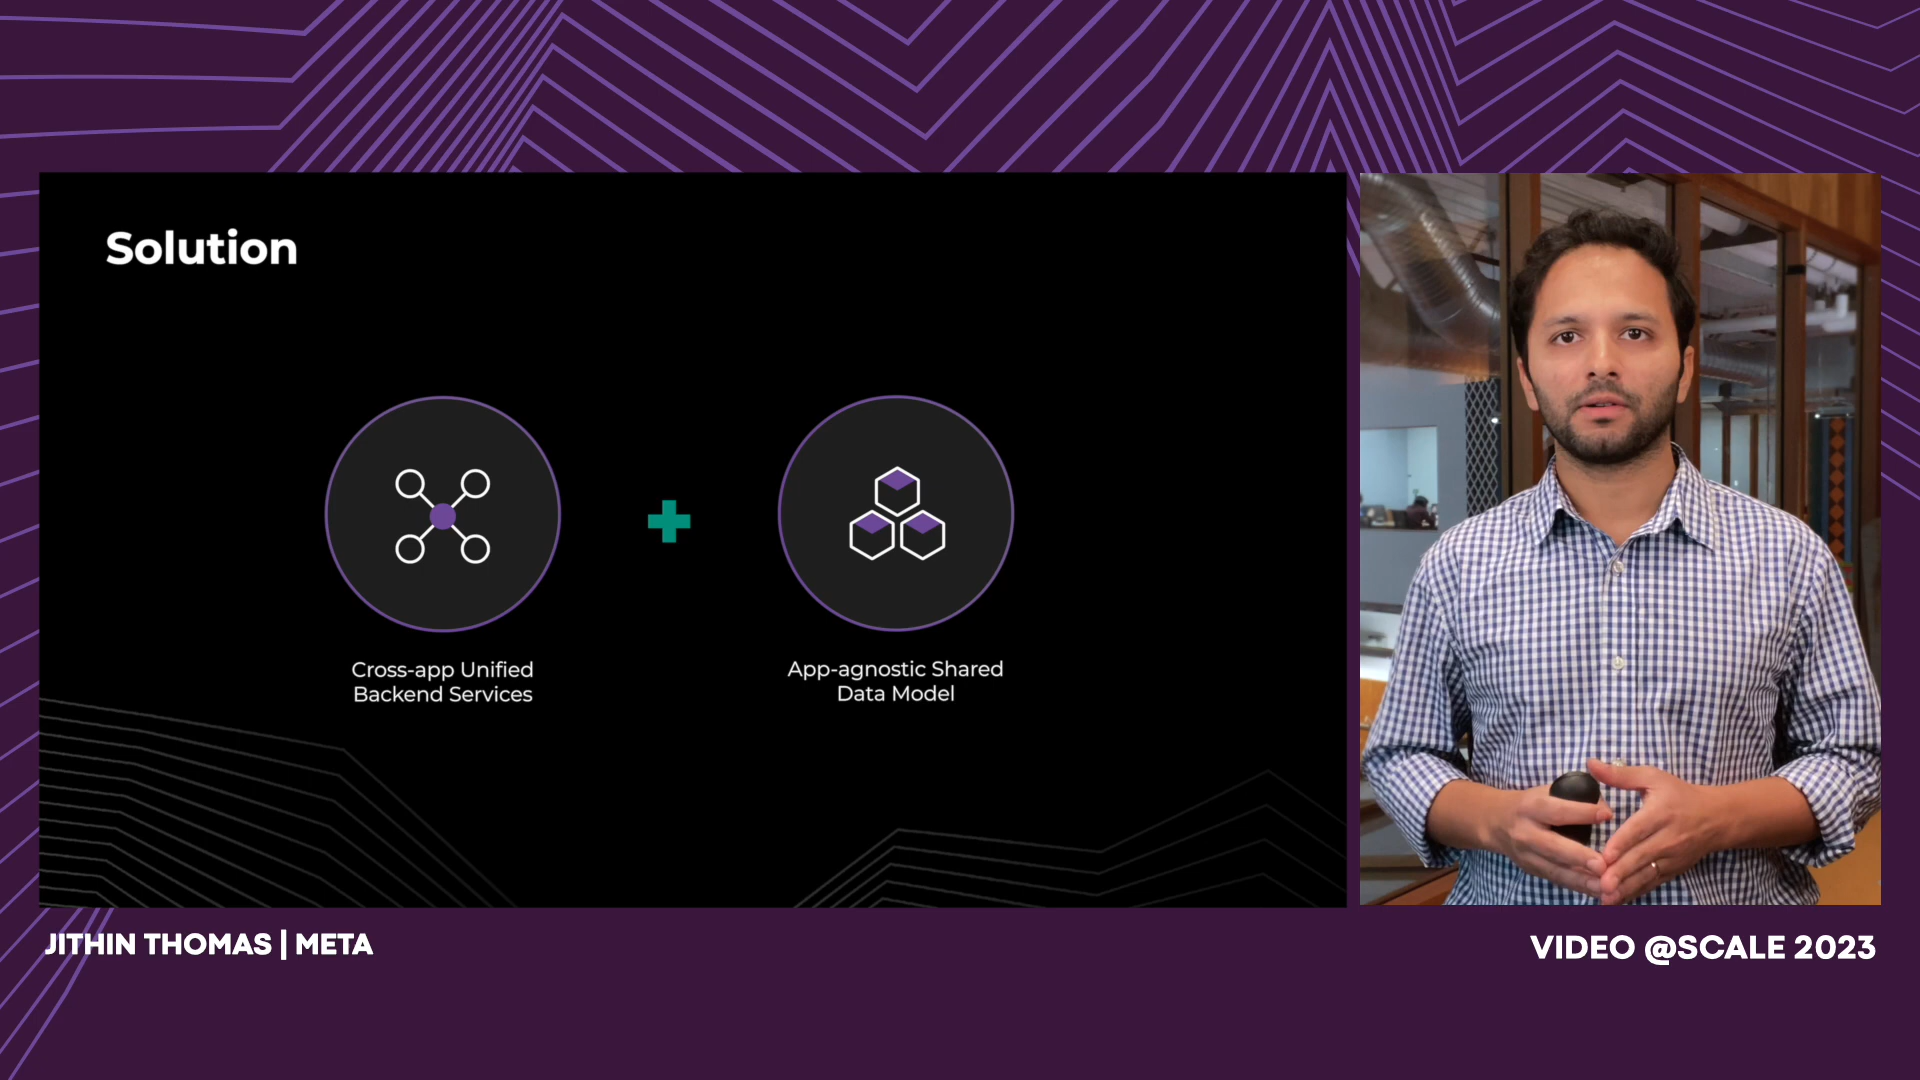 Solution
Cross-app Unified
Backend Services
App-agnostic Shared
Data Model
JITHIN THOMAS | META
VIDEO @SCALE 2023